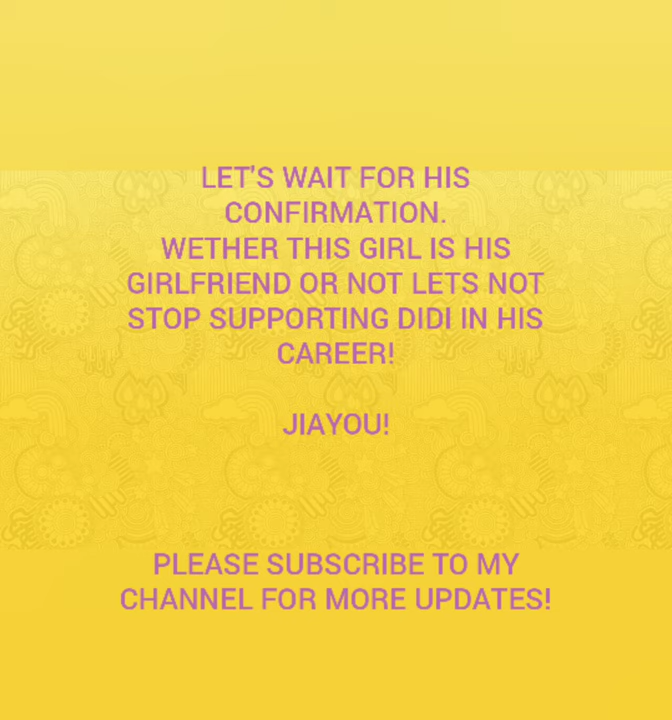 LET'S WAIT FOR HIS
CONFIRMATION.
WETHER THIS GIRL IS HIS
GIRLFRIEND OR NOT LETS NOT
STOP SUPPORTING DIDI IN HIS
CAREER!
JIAYOU!
PLEASE SUBSCRIBE TO MY
CHANNEL FOR MORE UPDATES!